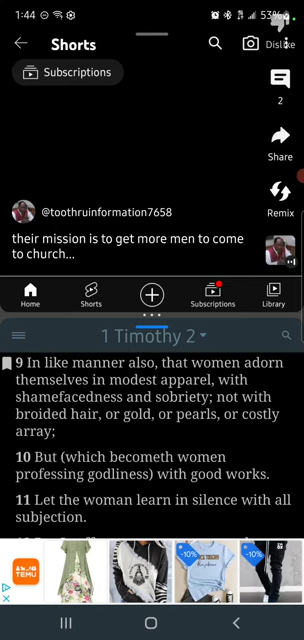 1:44
53%
Shorts
Dislike
Subscriptions
2
Share
Remix
@toothruinformation7658
their mission is to get more men to come
to church...
Home
Shorts
Subscriptions
Library
1 Timothy 2
9 In like manner also, that women adorn
themselves in modest apparel, with
shamefacedness and sobriety; not with
broided hair, or gold, or pearls, or costly
array;
10 But (which becometh women
professing godliness) with good works.
11 Let the woman learn in silence with all
subjection.
TEMU
-10%
-10%